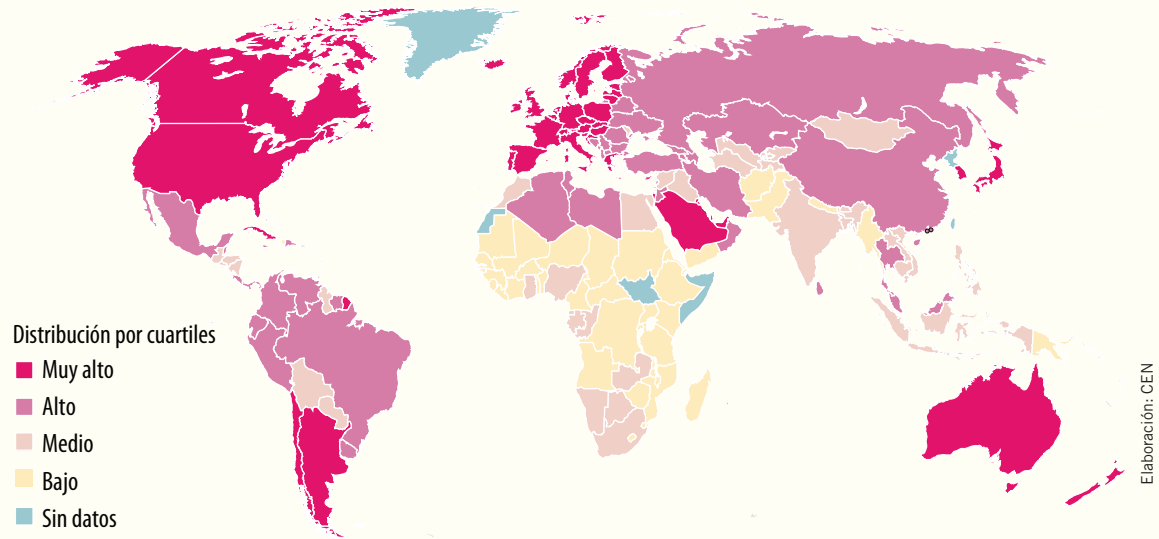 Distribución por cuartiles
Muy alto
Alto
Medio
Bajo
Sin datos
Elaboración: CEN